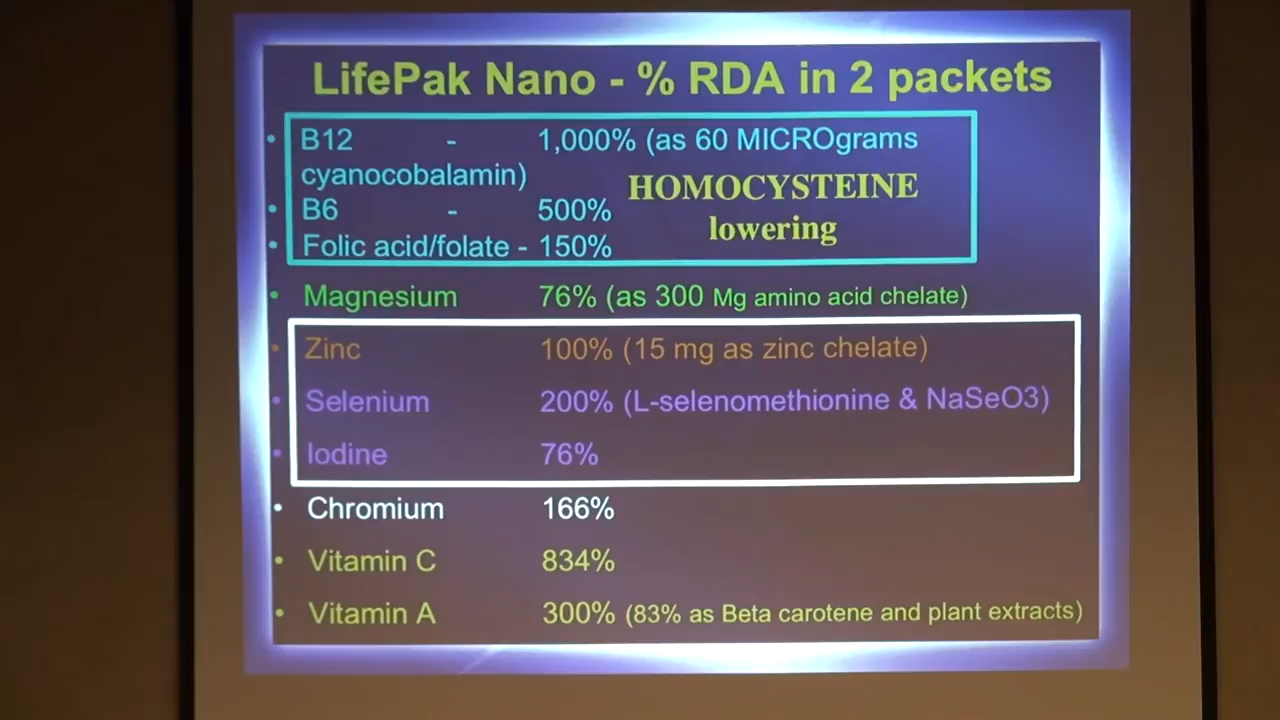 LifePak Nano - % RDA in 2 packets
• B12 - 1,000% (as 60 MICROgrams
cyanocobalamin)
HOMOCYSTEINE
lowering
• B6 - 500%
• Folic acid/folate - 150%
• Magnesium 76% (as 300 Mg amino acid chelate)
• Zinc 100% (15 mg as zinc chelate)
• Selenium 200% (L-selenomethionine & NaSeO3)
• Iodine 76%
• Chromium 166%
• Vitamin C 834%
• Vitamin A 300% (83% as Beta carotene and plant extracts)